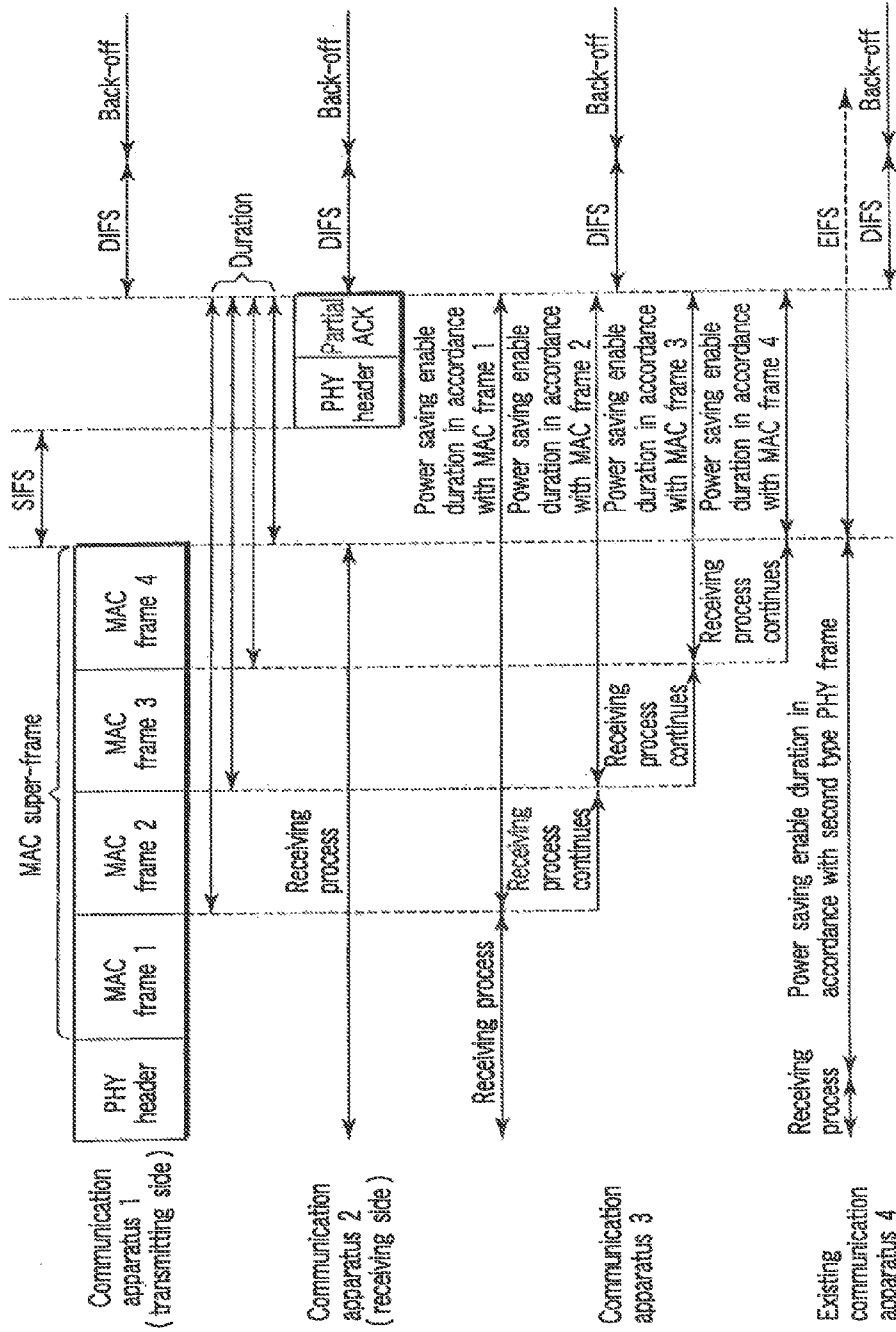 MAC super-frame
SIFS
DIFS
Back-off
Communication
apparatus 1
(transmitting side)
PHY
header
MAC
frame 1
MAC
frame 2
MAC
frame 3
MAC
frame 4
Duration
Communication
apparatus 2
(receiving side)
Receiving
process
PHY
header
Partial
ACK
DIFS
Back-off
Communication
apparatus 3
Receiving process
Power saving enable
duration in accordance
with MAC frame 1
Receiving
process
continues
Power saving enable
duration in accordance
with MAC frame 2
Receiving
process
continues
Power saving enable
duration in accordance
with MAC frame 3
Receiving
process
continues
Power saving enable
duration in accordance
with MAC frame 4
DIFS
Back-off
Existing
communication
apparatus 4
Receiving
process
Power saving enable duration in
accordance with second type PHY frame
EIFS
DIFS
Back-off